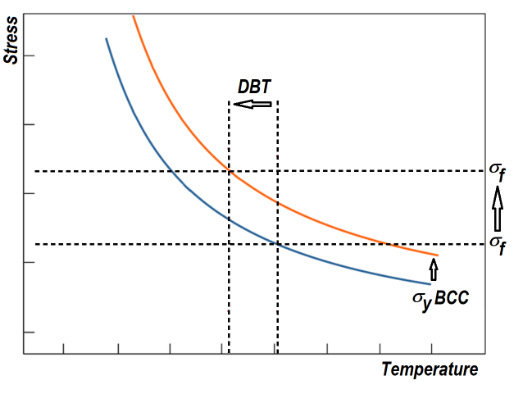 Stress
DBT
σf
σf
σy BCC
Temperature